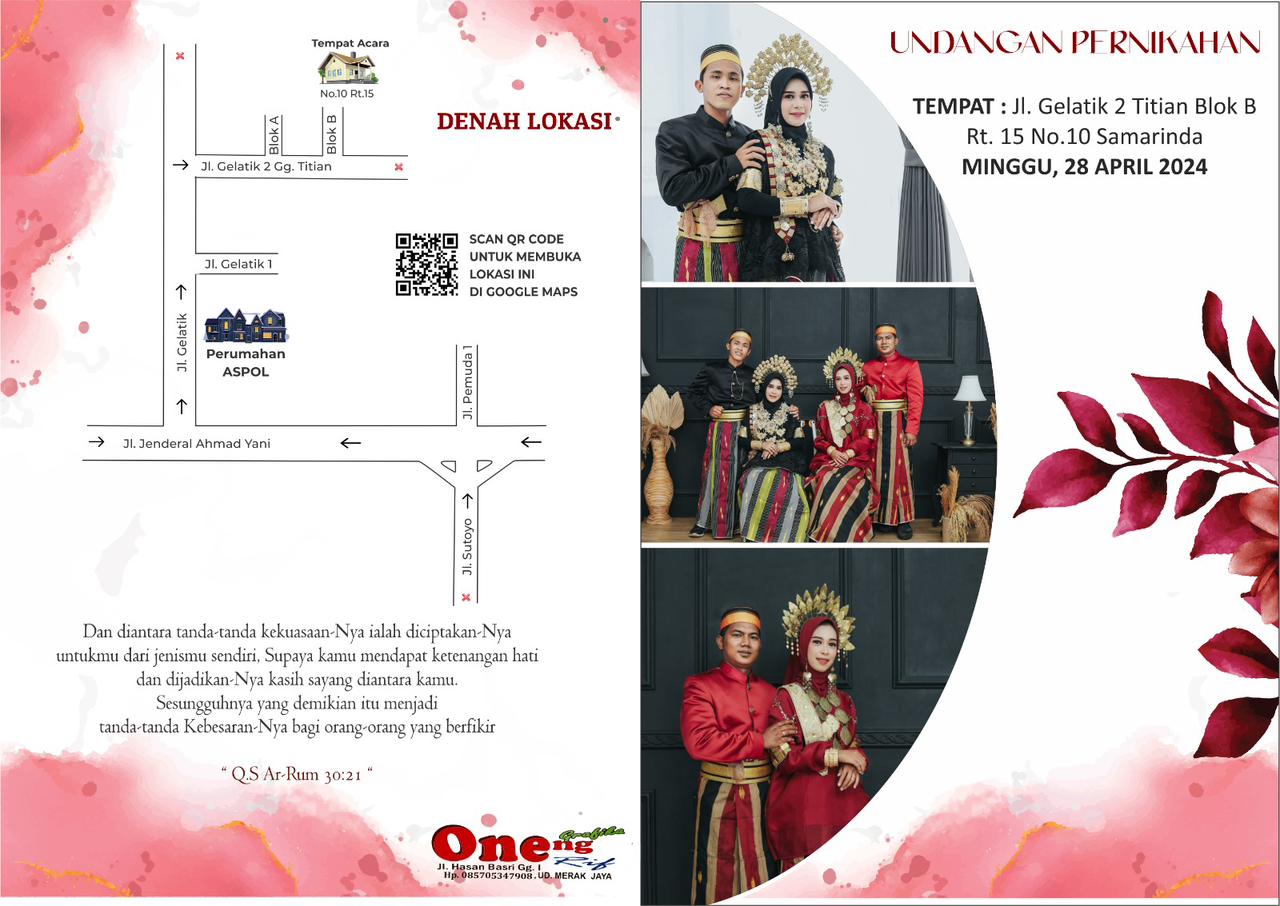 Tempat Acara
No.10 Rt.15
DENAH LOKASI
Blok A
Blok B
Jl. Gelatik 2 Gg. Titian
Jl. Gelatik 1
SCAN QR CODE
UNTUK MEMBUKA
LOKASI INI
DI GOOGLE MAPS
Jl. Gelatik
Perumahan
ASPOL
Jl. Pemuda 1
Jl. Jenderal Ahmad Yani
Jl. Sutoyo
Dan diantara tanda-tanda kekuasaan-Nya ialah diciptakan-Nya
untukmu dari jenismu sendiri, Supaya kamu mendapat ketenangan hati
dan dijadikan-Nya kasih sayang diantara kamu.
Sesungguhnya yang demikian itu menjadi
tanda-tanda Kebesaran-Nya bagi orang-orang yang berfikir
“ Q.S Ar-Rum 30:21 “
Oneng Grafika
Rif
Jl. Hasan Basri Gg. I
Hp. 085705347908. UD. MERAK JAYA
UNDANGAN PERNIKAHAN
TEMPAT : Jl. Gelatik 2 Titian Blok B
Rt. 15 No.10 Samarinda
MINGGU, 28 APRIL 2024